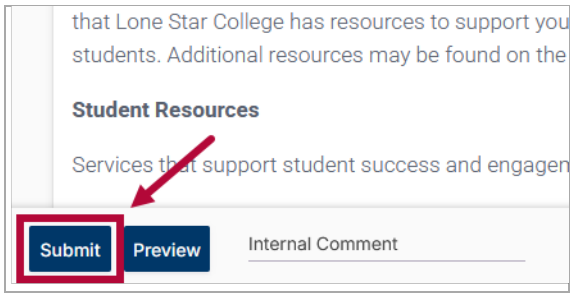 that Lone Star College has resources to support you
students. Additional resources may be found on the
Student Resources
Services that support student success and engagen
Submit Preview Internal Comment